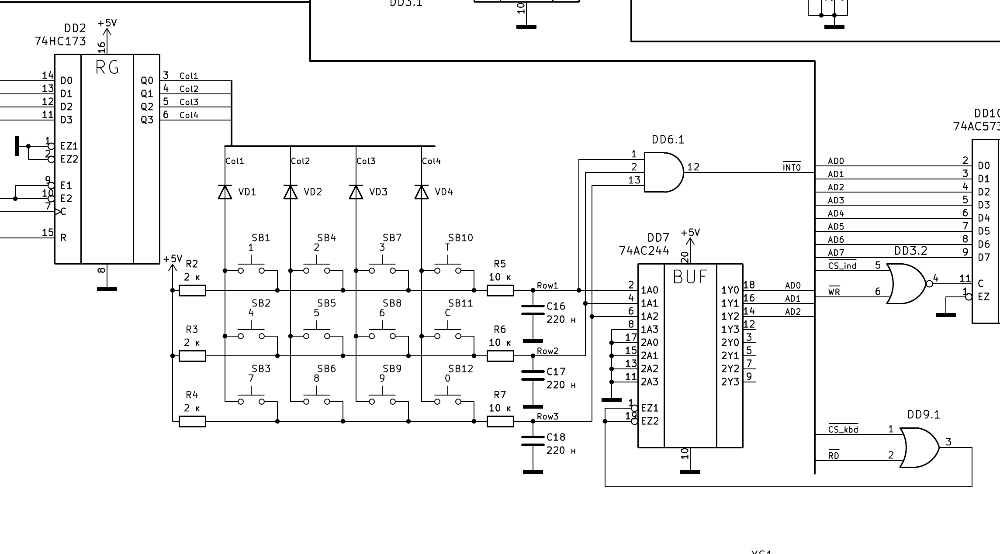 DD3.1
10
DD2
74HC173
+5V
16
RG
14 D0 Q0 3 Col1
13 D1 Q1 4 Col2
12 D2 Q2 5 Col3
11 D3 Q3 6 Col4
1 EZ1
2 EZ2
9 E1
10 E2
7 C
15 R
8
Col1 Col2 Col3 Col4
VD1 VD2 VD3 VD4
+5V
SB1 SB4 SB7 SB10
1 2 3 T
R2
2 к
R5
10 к
Row1
C16
220 н
SB2 SB5 SB8 SB11
4 5 6 C
R3
2 к
R6
10 к
Row2
C17
220 н
SB3 SB6 SB9 SB12
7 8 9 0
R4
2 к
R7
10 к
Row3
C18
220 н
DD6.1
1
2
13
12
INT0
DD7
74AC244
+5V
20
BUF
2 1A0 1Y0 18 AD0
4 1A1 1Y1 16 AD1
6 1A2 1Y2 14 AD2
8 1A3 1Y3 12
17 2A0 2Y0 3
15 2A1 2Y1 5
13 2A2 2Y2 7
11 2A3 2Y3 9
1 EZ1
19 EZ2
10
DD10
74AC573
AD0 2 D0
AD1 3 D1
AD2 4 D2
AD3 5 D3
AD4 6 D4
AD5 7 D5
AD6 8 D6
AD7 9 D7
DD3.2
CS_ind 5
4
11 C
WR 6
1 EZ
DD9.1
CS_kbd 1
3
RD 2
XS1